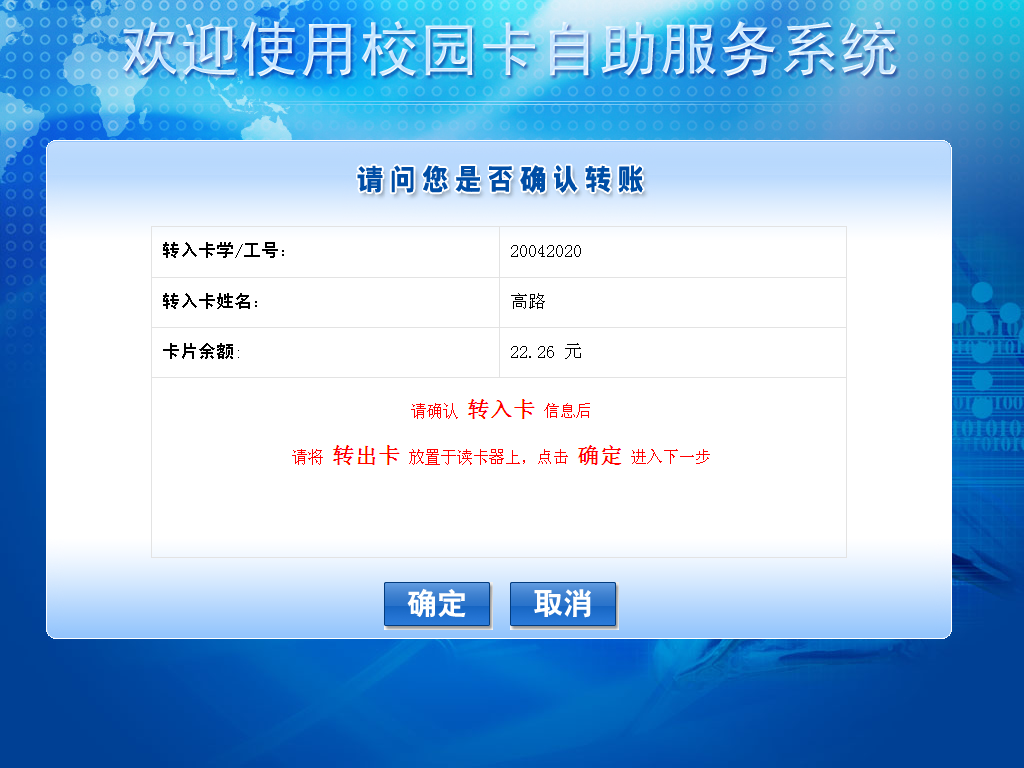 欢迎使用校园卡自助服务系统
请问您是否确认转账
转入卡学/工号: 20042020
转入卡姓名: 高路
卡片余额: 22.26 元
请确认 转入卡 信息后
请将 转出卡 放置于读卡器上，点击 确定 进入下一步
确定 取消